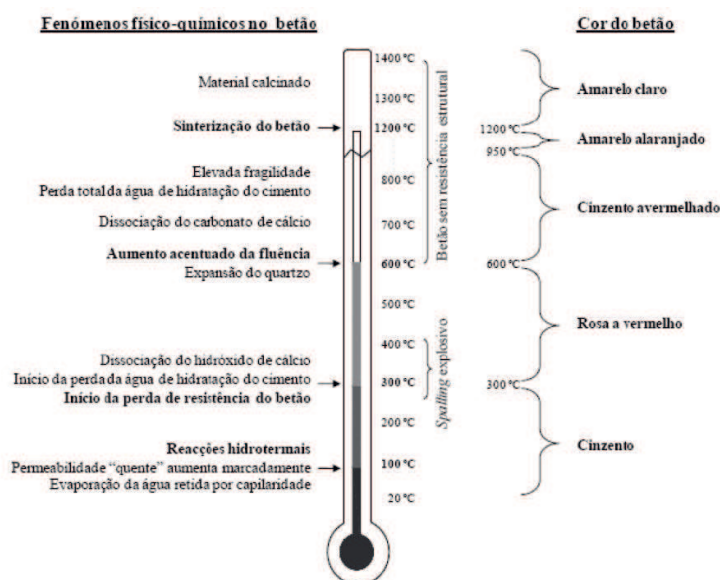 Fenómenos físico-químicos no betão
Cor do betão
Material calcinado
Sinterização do betão
Elevada fragilidade
Perda total da água de hidratação do cimento
Dissociação do carbonato de cálcio
Aumento acentuado da fluência
Expansão do quartzo
Dissociação do hidróxido de cálcio
Início da perda da água de hidratação do cimento
Início da perda de resistência do betão
Reacções hidrotermais
Permeabilidade “quente” aumenta marcadamente
Evaporação da água retida por capilaridade
1400°C
1300°C
1200°C
800°C
700°C
600°C
500°C
400°C
300°C
200°C
100°C
20°C
Betão sem resistência estrutural
Spalling explosivo
1200°C
950°C
600°C
300°C
Amarelo claro
Amarelo alaranjado
Cinzento avermelhado
Rosa a vermelho
Cinzento